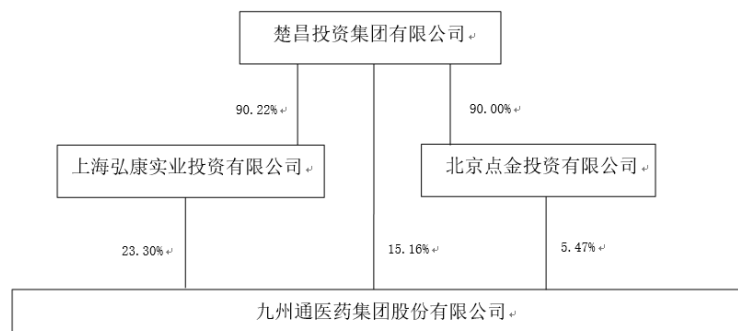 楚昌投资集团有限公司
90.22%
90.00%
上海弘康实业投资有限公司
北京点金投资有限公司
23.30%
15.16%
5.47%
九州通医药集团股份有限公司